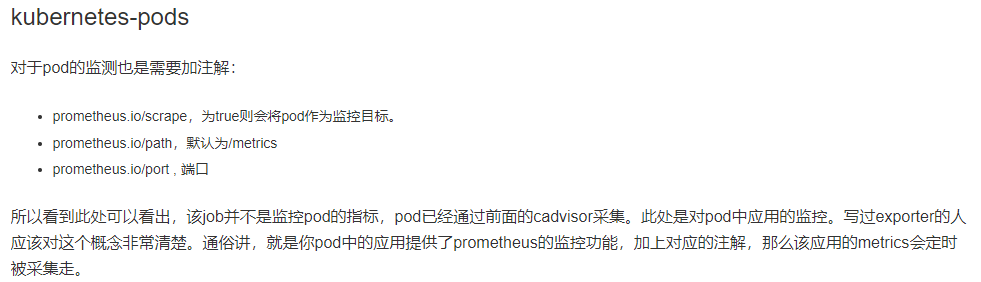 kubernetes-pods
对于pod的监测也是需要加注解：
prometheus.io/scrape，为true则会将pod作为监控目标。
prometheus.io/path，默认为/metrics
prometheus.io/port , 端口
所以看到此处可以看出，该job并不是监控pod的指标，pod已经通过前面的cadvisor采集。此处是对pod中应用的监控。写过exporter的人
应该对这个概念非常清楚。通俗讲，就是你pod中的应用提供了prometheus的监控功能，加上对应的注解，那么该应用的metrics会定时
被采集走。